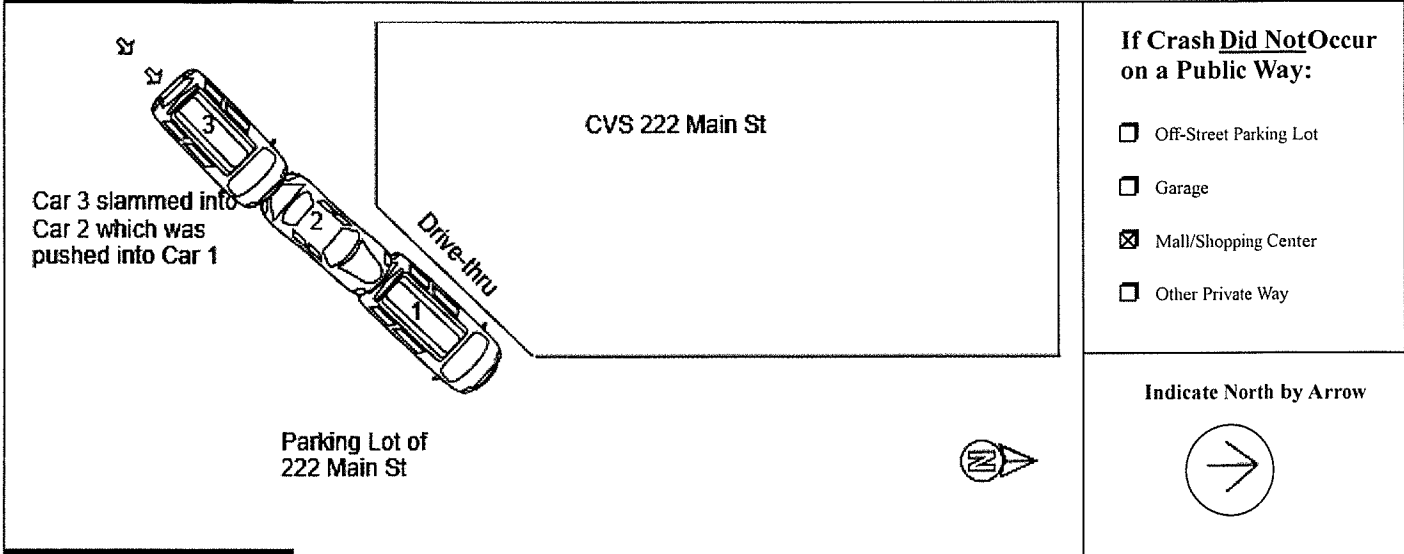 3
CVS 222 Main St
Car 3 slammed into
Car 2 which was
pushed into Car 1
2
Drive-thru
1
Parking Lot of
222 Main St
N
If Crash Did Not Occur
on a Public Way:
Off-Street Parking Lot
Garage
Mall/Shopping Center
Other Private Way
Indicate North by Arrow